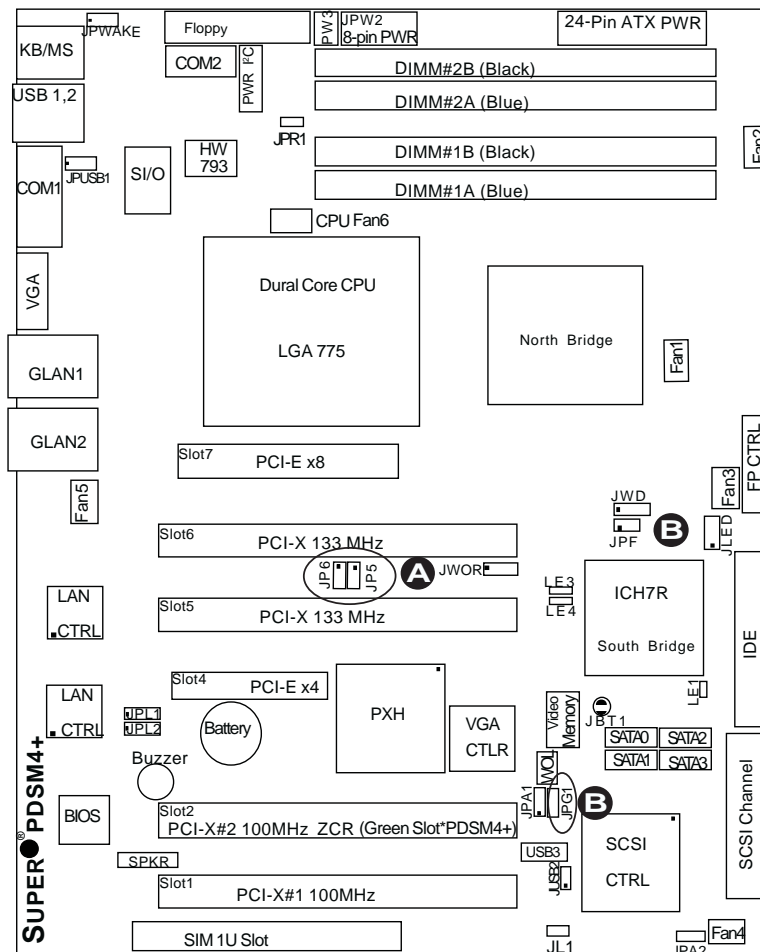 JPWAKE
Floppy
PW3
JPW2
8-pin PWR
24-Pin ATX PWR
KB/MS
COM2
PWR I²C
DIMM#2B (Black)
USB 1,2
DIMM#2A (Blue)
JPR1
Fan2
HW
793
DIMM#1B (Black)
COM1
JPUSB1
SI/O
DIMM#1A (Blue)
CPU Fan6
VGA
Dural Core CPU
LGA 775
North Bridge
Fan1
GLAN1
GLAN2
Slot7
PCI-E x8
FP CTRL
Fan3
Fan5
JWD
JPF
B
JLED
Slot6
PCI-X 133 MHz
JP6
JP5
A
JWOR
LE3
LE4
ICH7R
South Bridge
IDE
LAN
CTRL
Slot5
PCI-X 133 MHz
Slot4
PCI-E x4
LE1
LAN
CTRL
JPL1
JPL2
Battery
PXH
VGA
CTLR
Video
Memory
JBT1
SATA0
SATA2
SATA1
SATA3
Buzzer
WOL
SCSI Channel
BIOS
JPA1
JPG1
B
Slot2
PCI-X#2 100MHz ZCR (Green Slot*PDSM4+)
SCSI
CTRL
USB3
JUSB2
SPKR
Slot1
PCI-X#1 100MHz
SUPER ® PDSM4+
SIM 1U Slot
JL1
JPA2
Fan4